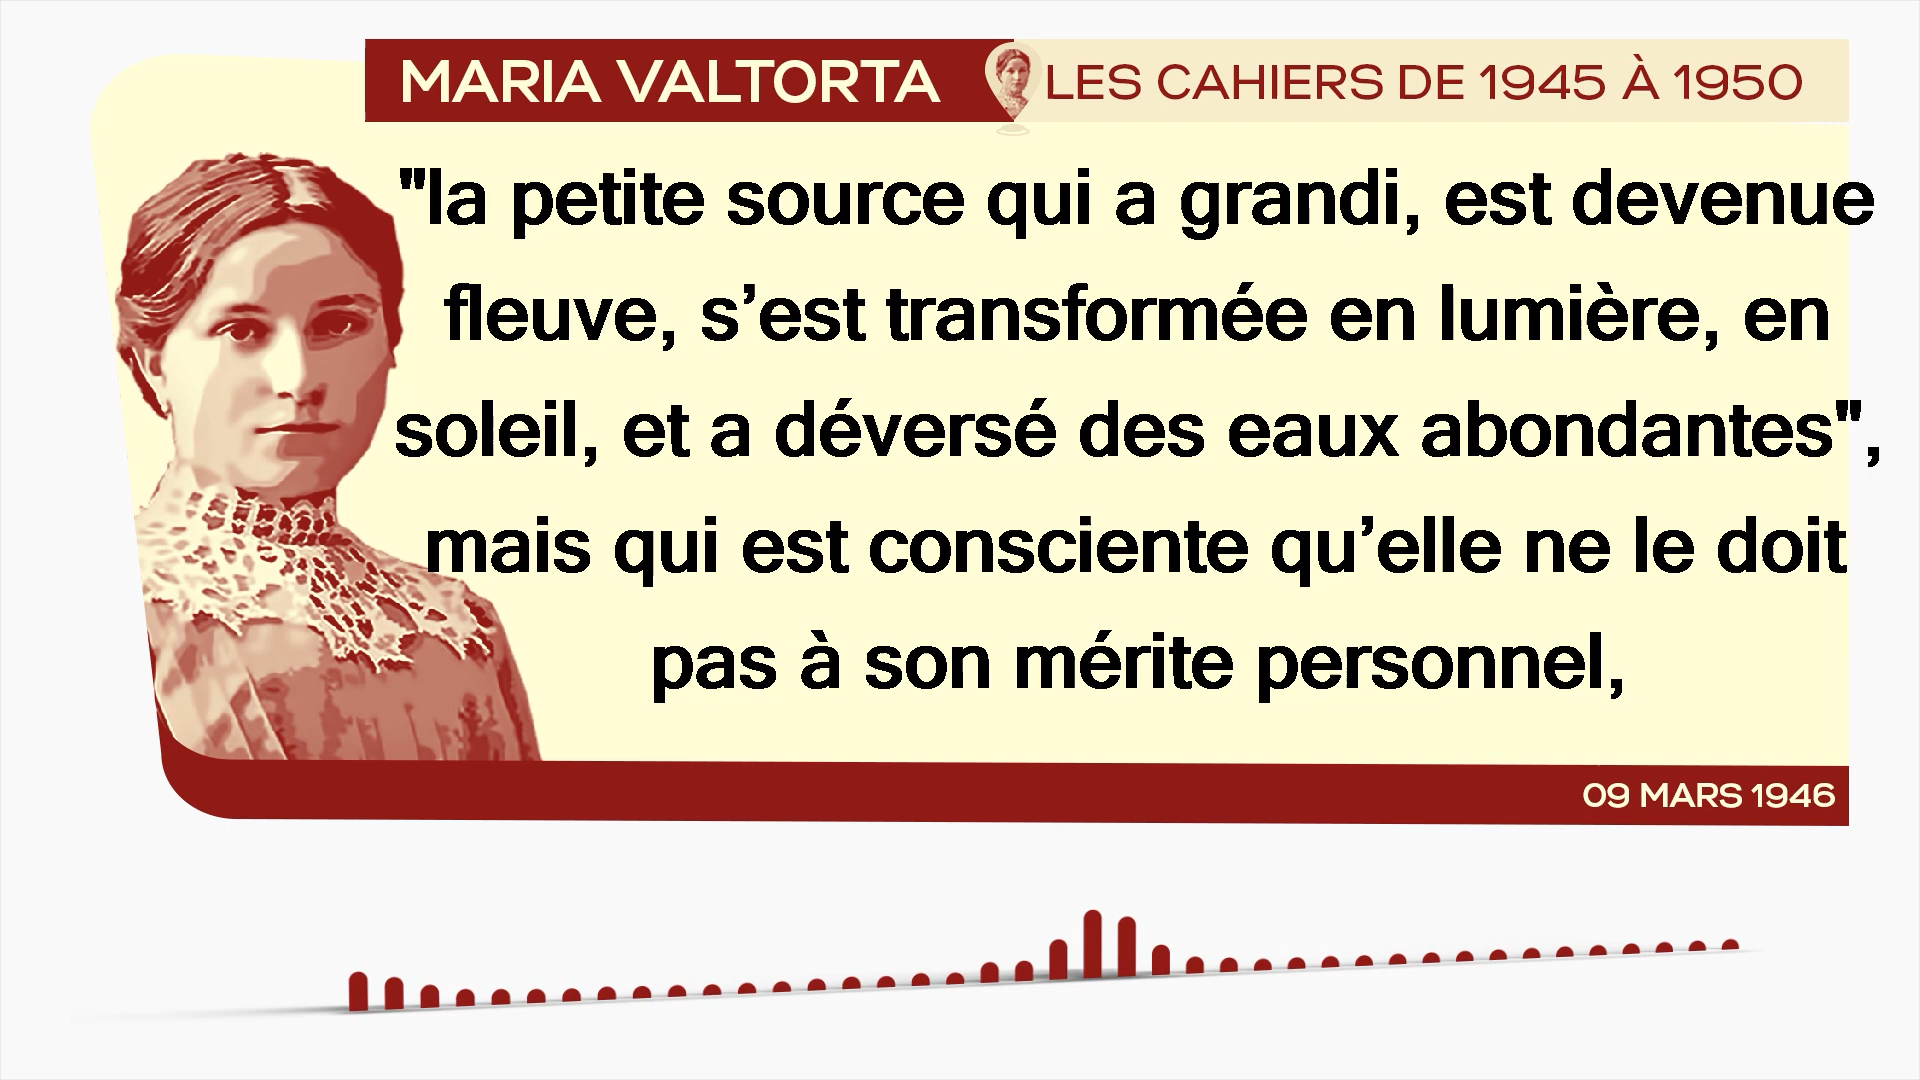 MARIA VALTORTA LES CAHIERS DE 1945 À 1950
"la petite source qui a grandi, est devenue
fleuve, s’est transformée en lumière, en
soleil, et a déversé des eaux abondantes",
mais qui est consciente qu’elle ne le doit
pas à son mérite personnel,
09 MARS 1946